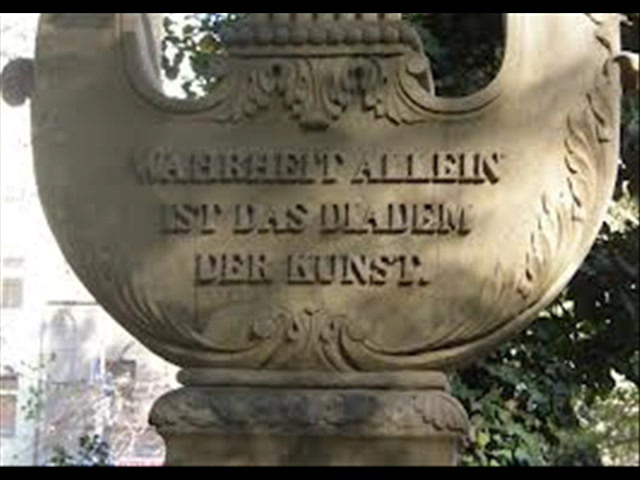 WAHRHEIT ALLEIN
IST DAS DIADEM
DER KUNST.